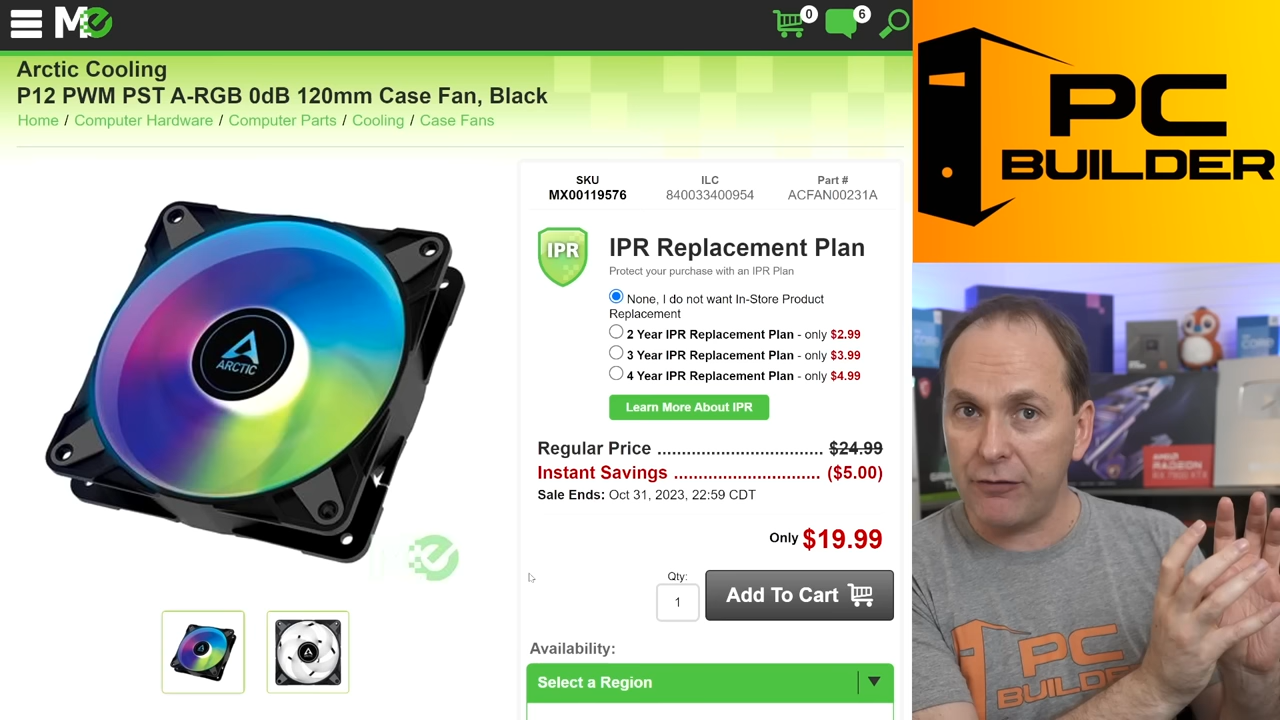 ME
0
6
Arctic Cooling
P12 PWM PST A-RGB 0dB 120mm Case Fan, Black
Home / Computer Hardware / Computer Parts / Cooling / Case Fans
SKU
MX00119576
ILC
840033400954
Part #
ACFAN00231A
ARCTIC
IPR
IPR Replacement Plan
Protect your purchase with an IPR Plan
None, I do not want In-Store Product
Replacement
2 Year IPR Replacement Plan - only $2.99
3 Year IPR Replacement Plan - only $3.99
4 Year IPR Replacement Plan - only $4.99
Learn More About IPR
Regular Price ................................. $24.99
Instant Savings ............................. ($5.00)
Sale Ends: Oct 31, 2023, 22:59 CDT
Only $19.99
Qty:
1
Add To Cart
Availability:
Select a Region
PC
BUILDER
AMD
RADEON
PC
BUILDER